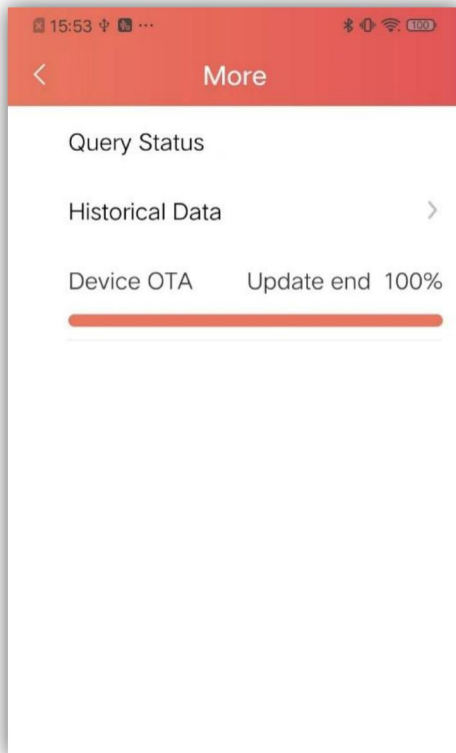 15:53 ...
100
More
Query Status
Historical Data
Device OTA Update end 100%